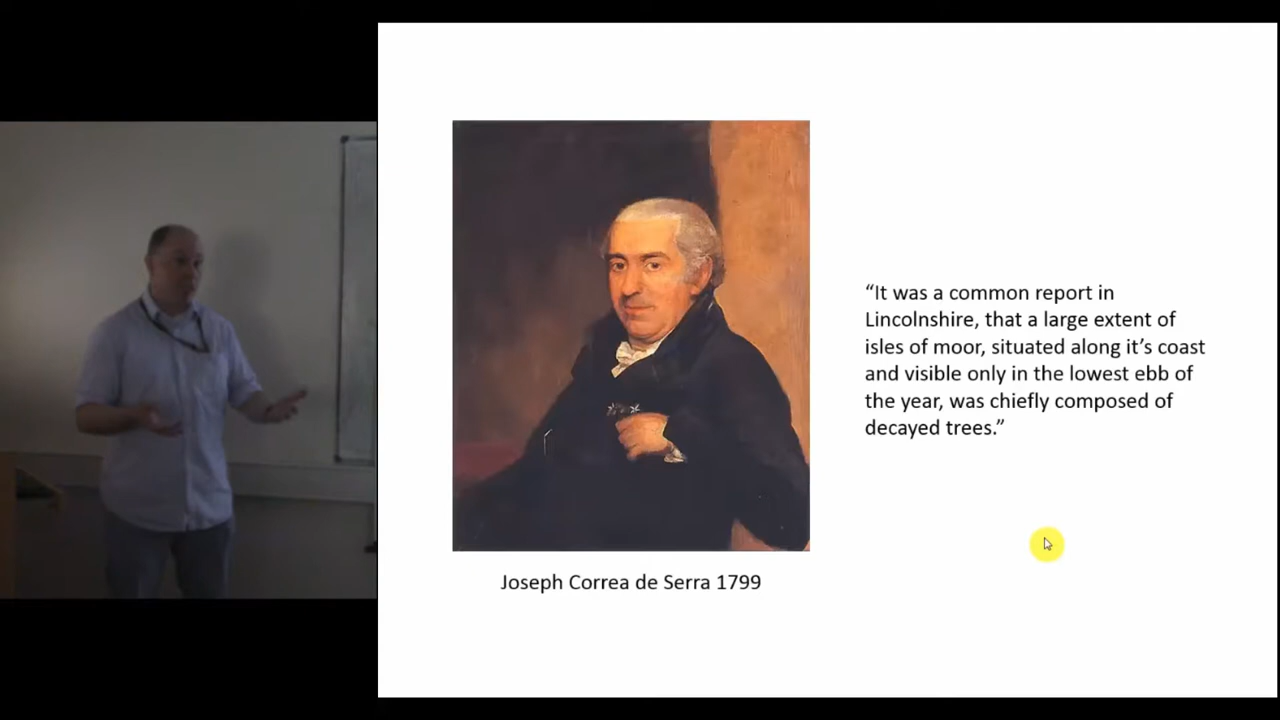 “It was a common report in
Lincolnshire, that a large extent of
isles of moor, situated along it’s coast
and visible only in the lowest ebb of
the year, was chiefly composed of
decayed trees.”
Joseph Correa de Serra 1799